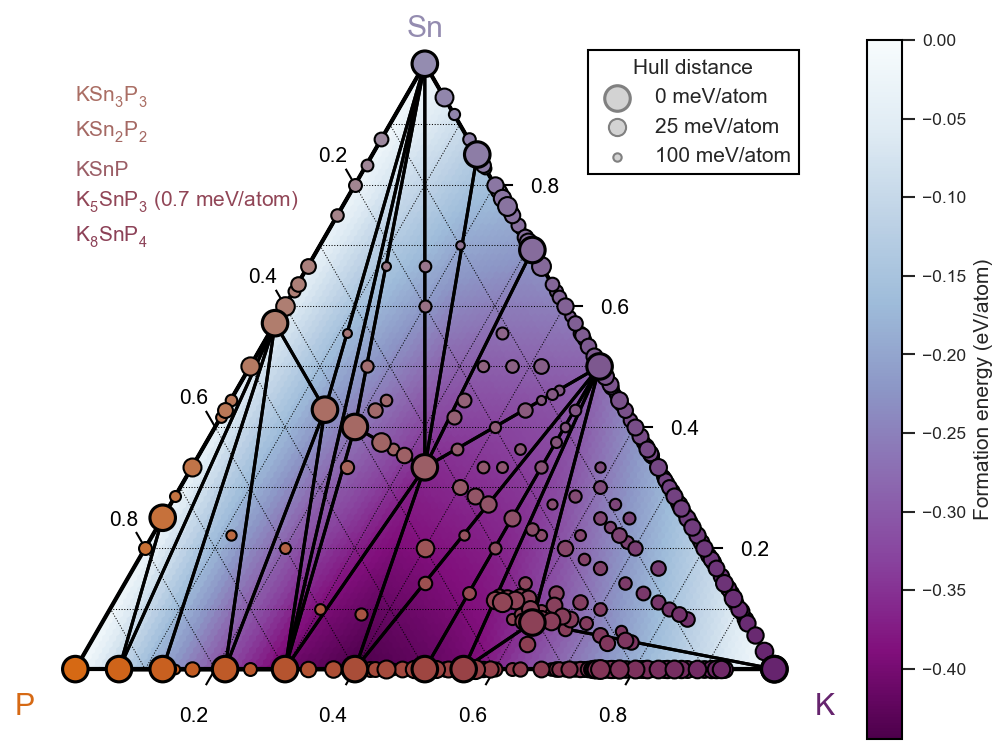 Sn
Hull distance
0 meV/atom
25 meV/atom
100 meV/atom
KSn₃P₃
KSn₂P₂
KSnP
K₅SnP₃ (0.7 meV/atom)
K₈SnP₄
0.2
0.4
0.6
0.8
0.8
0.6
0.4
0.2
P
0.2
0.4
0.6
0.8
K
0.00
−0.05
−0.10
−0.15
−0.20
−0.25
−0.30
−0.35
−0.40
Formation energy (eV/atom)